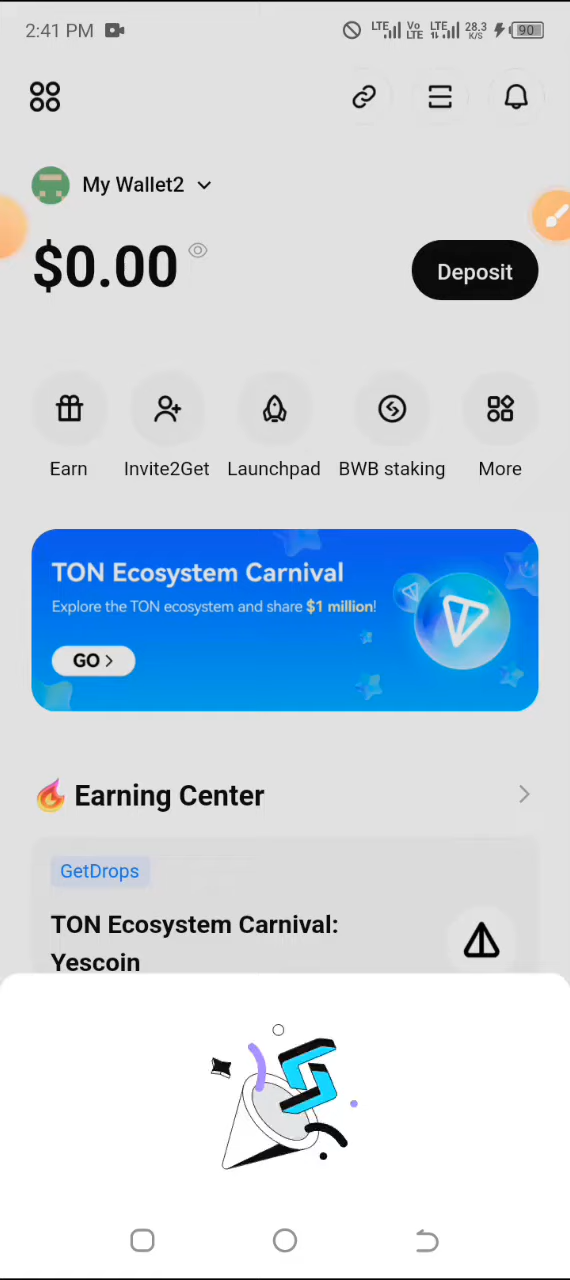 2:41 PM
LTE
Vo
LTE
LTE
28.3
K/S
90
My Wallet2
$0.00
Deposit
Earn
Invite2Get
Launchpad
BWB staking
More
TON Ecosystem Carnival
Explore the TON ecosystem and share $1 million!
GO >
Earning Center
GetDrops
TON Ecosystem Carnival:
Yescoin